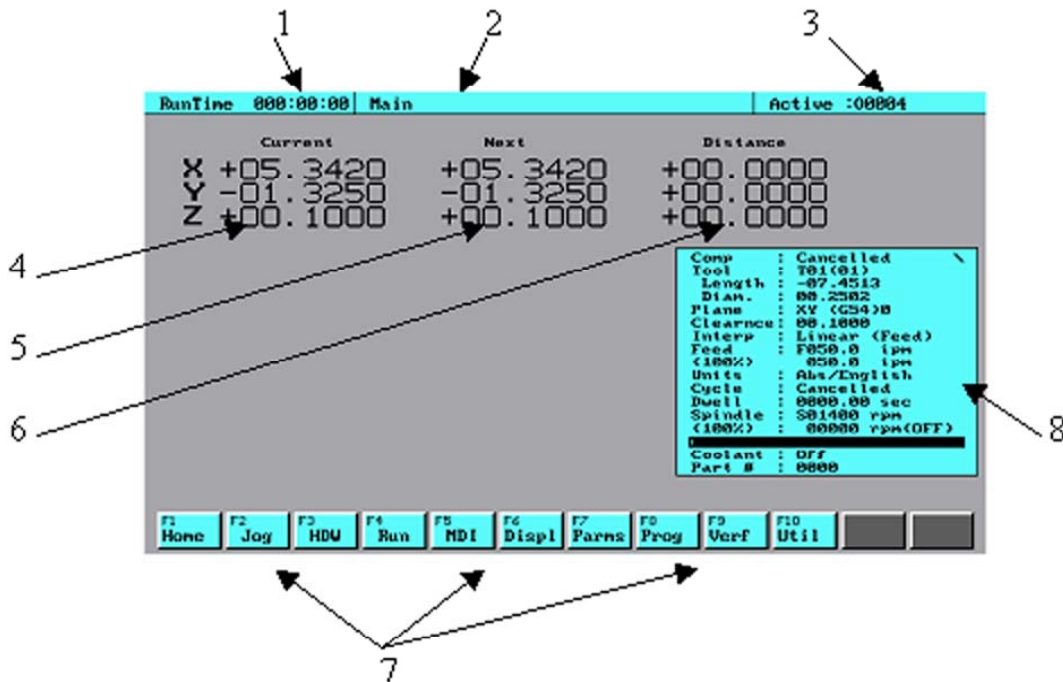 1 2 3
RunTime 000:00:00 Main Active :O0004
Current Next Distance
X +05.3420 +05.3420 +00.0000
Y -01.3250 -01.3250 +00.0000
Z +00.1000 +00.1000 +00.0000
4
5
6
Comp : Cancelled \
Tool : T01(01)
Length : -07.4513
Diam. : 00.2502
Plane : XY (G54)0
Clearnce: 00.1000
Interp : Linear (Feed)
Feed : F050.0 ipm
(100%) 050.0 ipm
Units : Abs/English
Cycle : Cancelled
Dwell : 0000.00 sec
Spindle : S01400 rpm
(100%) : 00000 rpm(OFF)
Coolant : Off
Part # : 0000
8
F1 F2 F3 F4 F5 F6 F7 F8 F9 F10
Home Jog HDW Run MDI Displ Parms Prog Verf Util
7